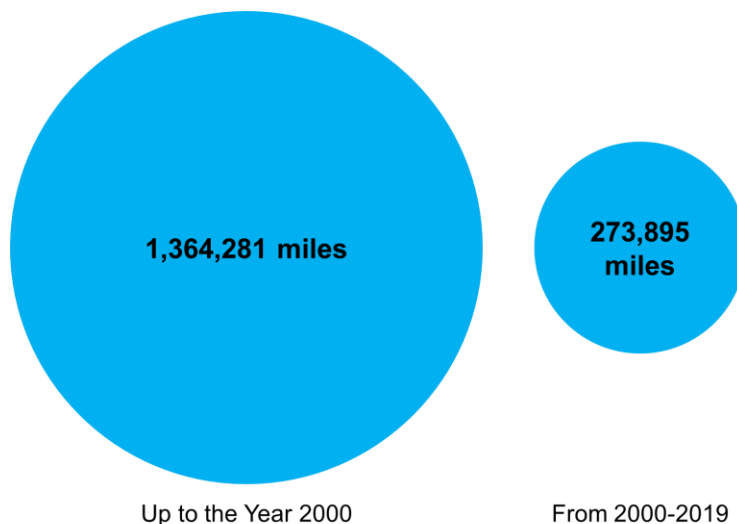 1,364,281 miles
273,895
miles
Up to the Year 2000
From 2000-2019